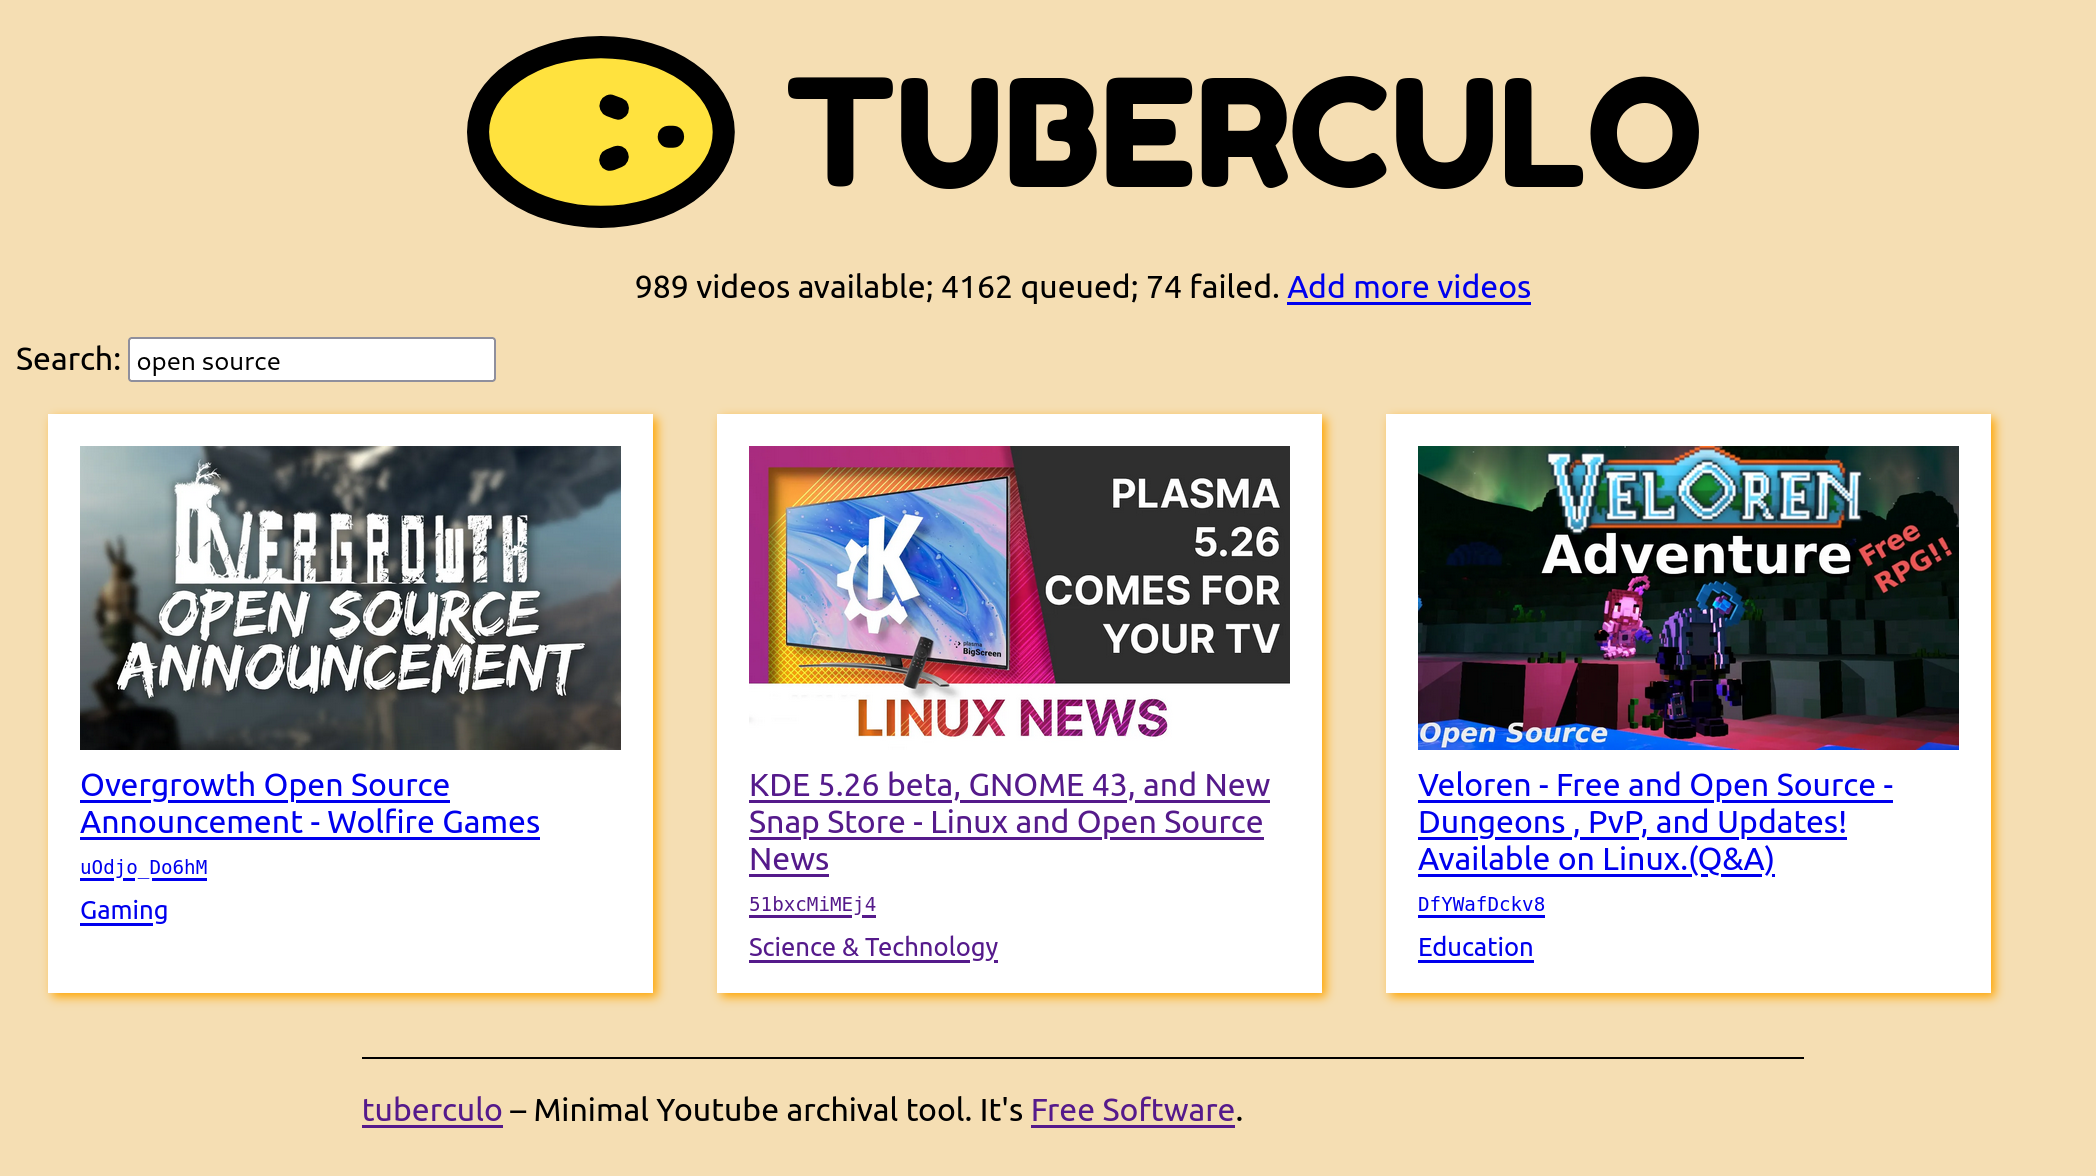 TUBERCULO
989 videos available; 4162 queued; 74 failed. Add more videos
Search: open source
OVERGROWTH
OPEN SOURCE
ANNOUNCEMENT
Overgrowth Open Source
Announcement - Wolfire Games
uOdjo_Do6hM
Gaming
PLASMA
5.26
COMES FOR
YOUR TV
K
plasma
BigScreen
LINUX NEWS
KDE 5.26 beta, GNOME 43, and New
Snap Store - Linux and Open Source
News
51bxcMiMEj4
Science & Technology
VELOREN
Adventure
Free
RPG!!
Open Source
Veloren - Free and Open Source -
Dungeons , PvP, and Updates!
Available on Linux.(Q&A)
DfYWafDckv8
Education
tuberculo – Minimal Youtube archival tool. It's Free Software.